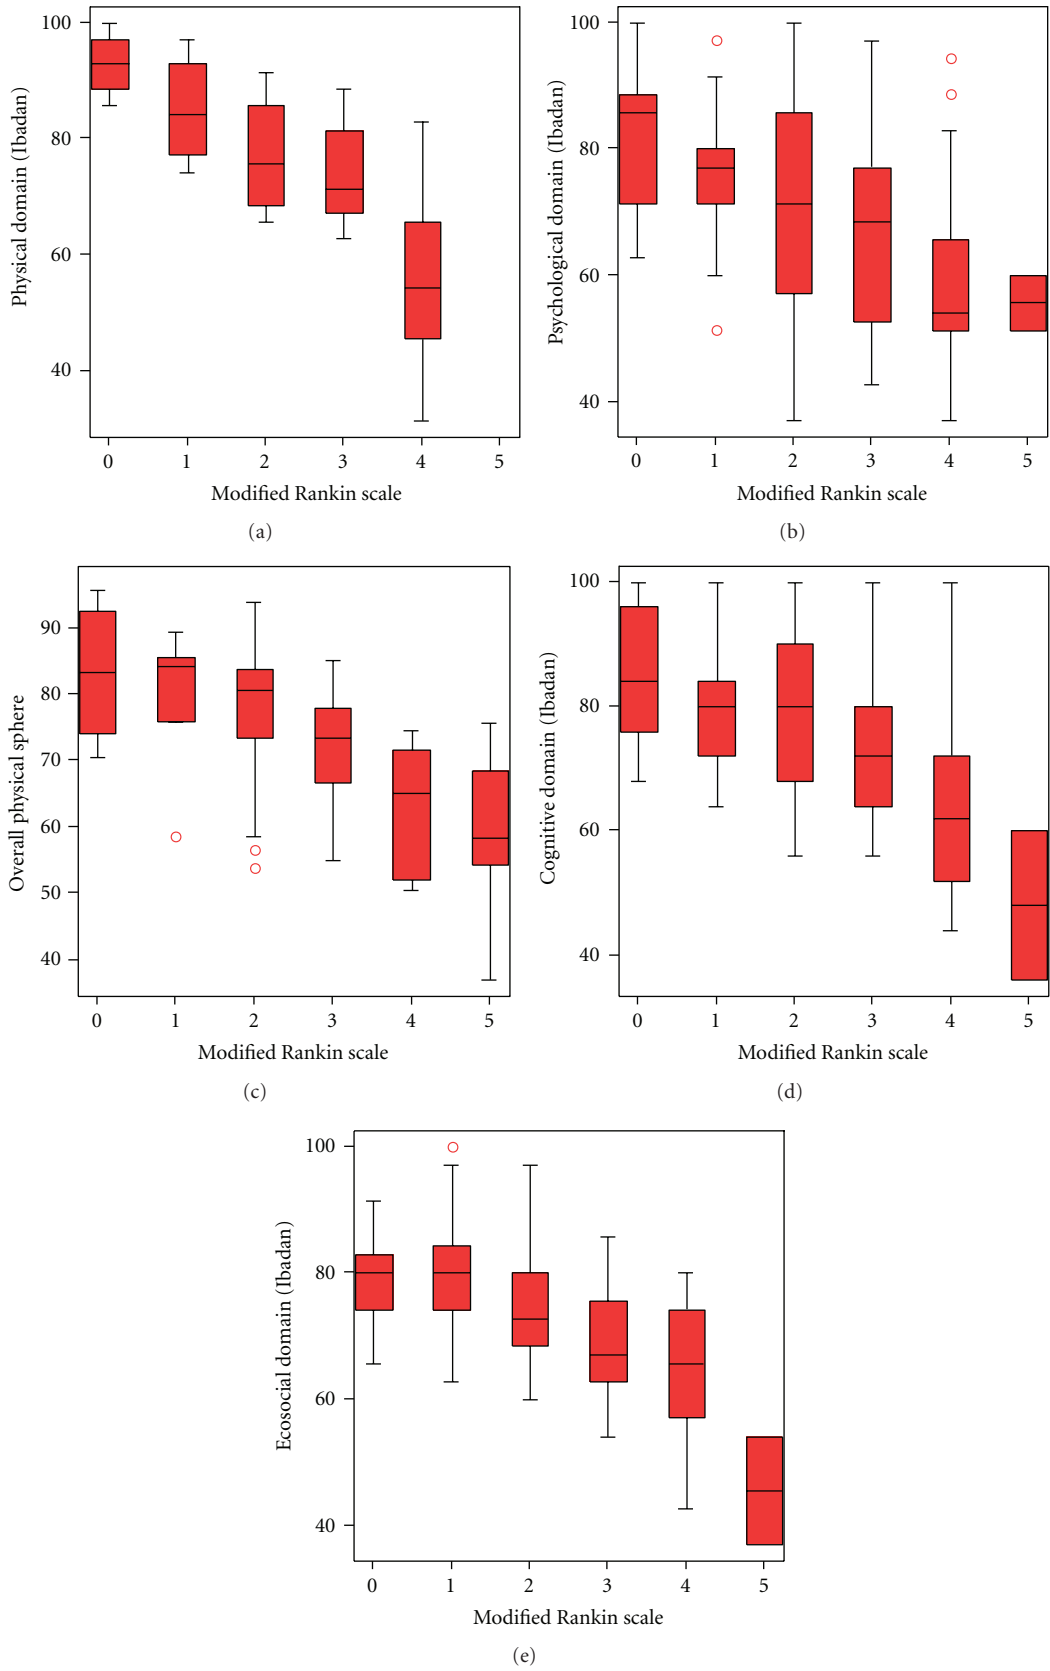 100
80
60
40
Physical domain (Ibadan)
0 1 2 3 4 5
Modified Rankin scale
(a)
100
80
60
40
Psychological domain (Ibadan)
0 1 2 3 4 5
Modified Rankin scale
(b)
90
80
70
60
50
40
Overall physical sphere
0 1 2 3 4 5
Modified Rankin scale
(c)
100
80
60
40
Cognitive domain (Ibadan)
0 1 2 3 4 5
Modified Rankin scale
(d)
100
80
60
40
Ecosocial domain (Ibadan)
0 1 2 3 4 5
Modified Rankin scale
(e)